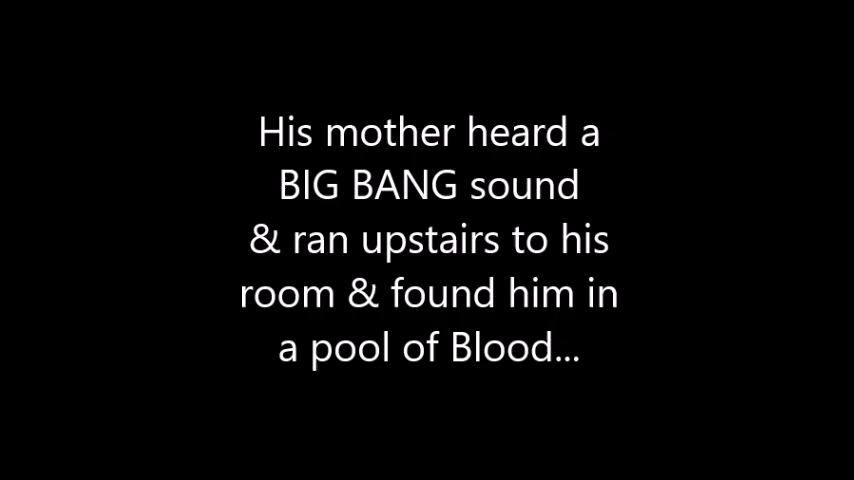 His mother heard a
BIG BANG sound
& ran upstairs to his
room & found him in
a pool of Blood...